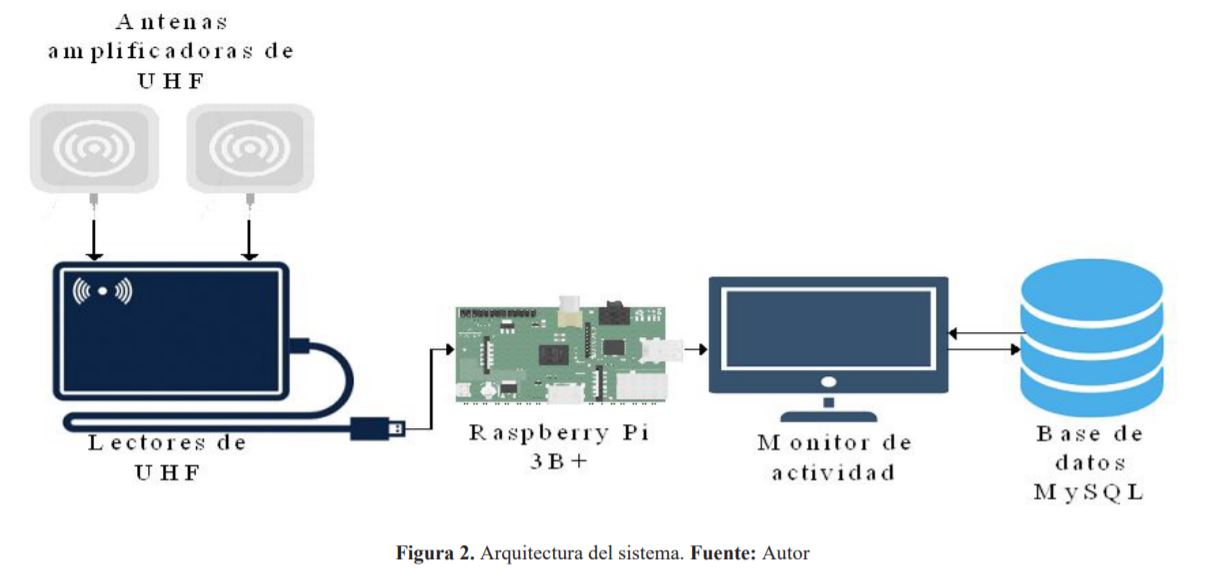 Antenas
amplificadoras de
UHF
Lectores de
UHF
Raspberry Pi
3B+
Monitor de
actividad
Base de
datos
MySQL
Figura 2. Arquitectura del sistema. Fuente: Autor